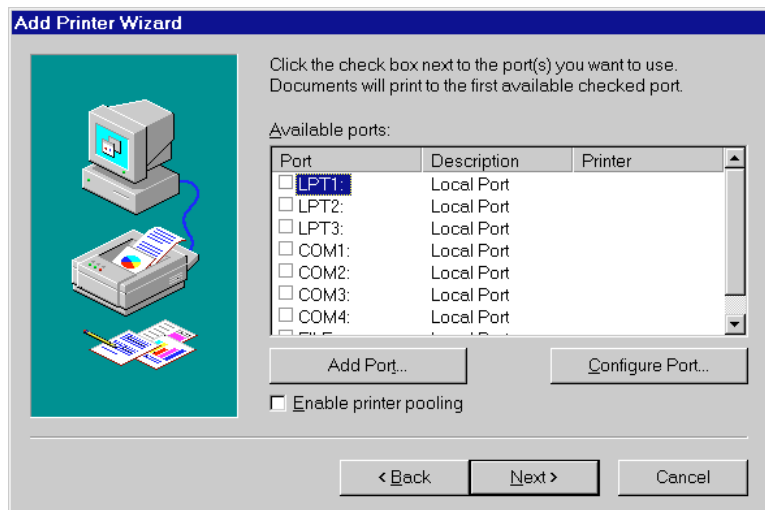 Add Printer Wizard
Click the check box next to the port(s) you want to use.
Documents will print to the first available checked port.
Available ports:
Port Description Printer
LPT1: Local Port
LPT2: Local Port
LPT3: Local Port
COM1: Local Port
COM2: Local Port
COM3: Local Port
COM4: Local Port
Add Port... Configure Port...
Enable printer pooling
< Back Next > Cancel